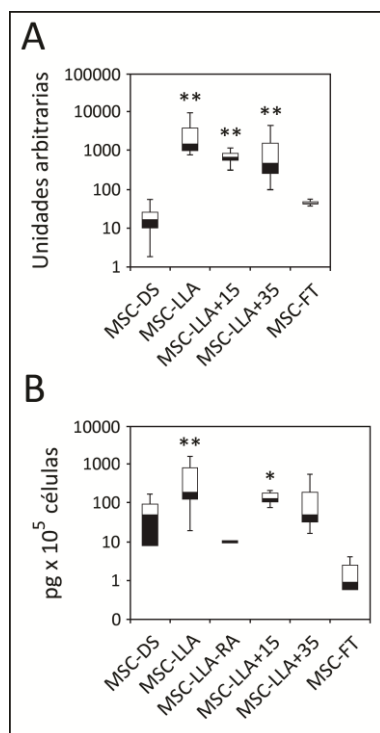 A
Unidades arbitrarias
100000
10000
1000
100
10
1
**
**
**
MSC-DS
MSC-LLA
MSC-LLA+15
MSC-LLA+35
MSC-FT
B
pg x 10⁵ células
10000
1000
100
10
1
0
**
*
MSC-DS
MSC-LLA
MSC-LLA-RA
MSC-LLA+15
MSC-LLA+35
MSC-FT